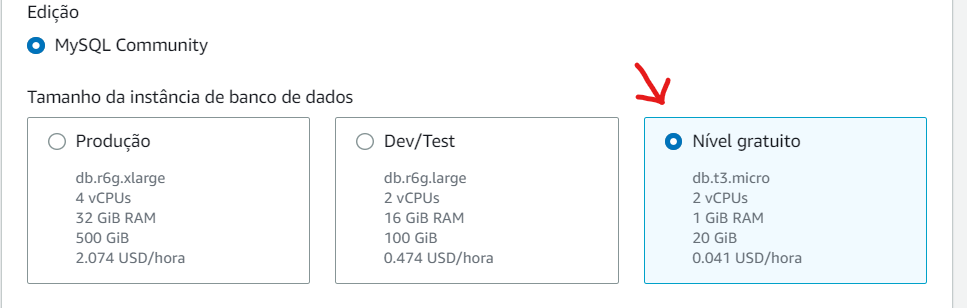 Edição
MySQL Community
Tamanho da instância de banco de dados
Produção
db.r6g.xlarge
4 vCPUs
32 GiB RAM
500 GiB
2.074 USD/hora
Dev/Test
db.r6g.large
2 vCPUs
16 GiB RAM
100 GiB
0.474 USD/hora
Nível gratuito
db.t3.micro
2 vCPUs
1 GiB RAM
20 GiB
0.041 USD/hora